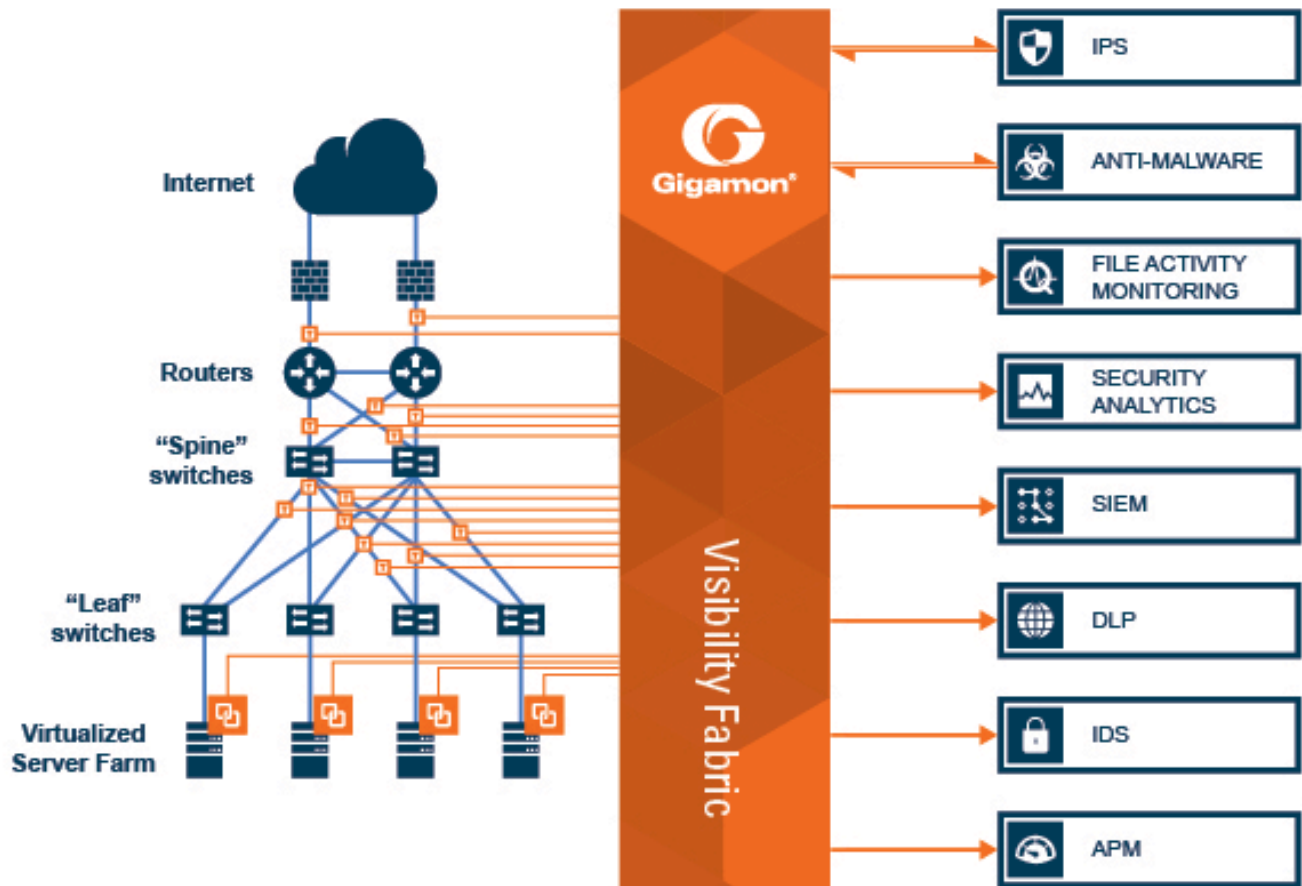 Internet
Routers
“Spine”
switches
“Leaf”
switches
Virtualized
Server Farm
Gigamon®
Visibility Fabric
IPS
ANTI-MALWARE
FILE ACTIVITY
MONITORING
SECURITY
ANALYTICS
SIEM
DLP
IDS
APM